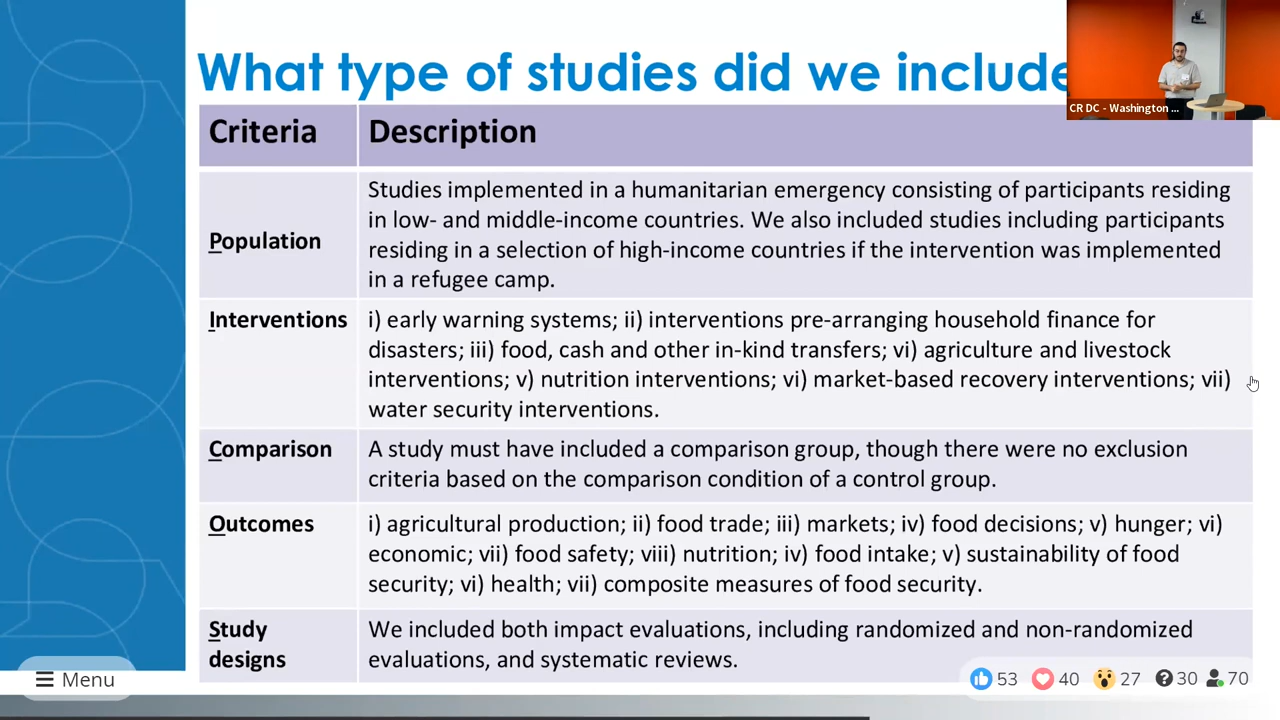 What type of studies did we include
CR DC - Washington ...
Criteria
Description
Population
Studies implemented in a humanitarian emergency consisting of participants residing
in low- and middle-income countries. We also included studies including participants
residing in a selection of high-income countries if the intervention was implemented
in a refugee camp.
Interventions
i) early warning systems; ii) interventions pre-arranging household finance for
disasters; iii) food, cash and other in-kind transfers; vi) agriculture and livestock
interventions; v) nutrition interventions; vi) market-based recovery interventions; vii)
water security interventions.
Comparison
A study must have included a comparison group, though there were no exclusion
criteria based on the comparison condition of a control group.
Outcomes
i) agricultural production; ii) food trade; iii) markets; iv) food decisions; v) hunger; vi)
economic; vii) food safety; viii) nutrition; iv) food intake; v) sustainability of food
security; vi) health; vii) composite measures of food security.
Study
designs
We included both impact evaluations, including randomized and non-randomized
evaluations, and systematic reviews.
Menu
53 40 27 30 70